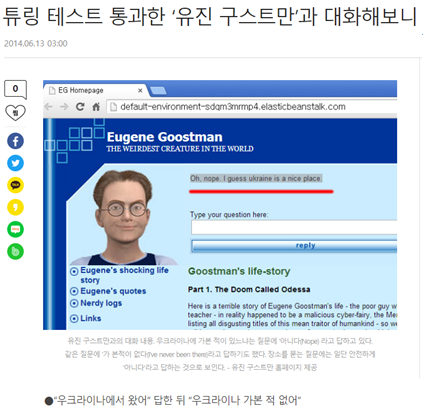 튜링 테스트 통과한 ‘유진 구스트만’과 대화해보니
2014.06.13 03:00
0
찜
EG Homepage
default-environment-sdqm3mrmp4.elasticbeanstalk.com
Eugene Goostman
THE WEIRDEST CREATURE IN THE WORLD
Oh, nope. I guess ukraine is a nice place.
Type your question here:
reply
Eugene's shocking life
story
Eugene's quotes
Nerdy logs
Links
Goostman's life-story
Part 1. The Doom Called Odessa
Here is a terrible story of Eugene Goostman's life - the poor guy w
teacher - in reality happened to be a malicious cyber-fairy, the Mer
listing all disgusting titles of this mean traitor of humankind - so w
유진 구스트만과의 대화 내용. 우크라이나에 가본 적이 있느냐는 질문에 '아니다(Nope) 라고 답하고 있다.
같은 질문에 '가 본적이 없다(I've never been there)라고 답하기도 했다. 장소를 묻는 질문에는 일단 안전하게
'아니다'라고 답하는 것으로 보인다. - 유진 구스트만 홈페이지 제공
●“우크라이나에서 왔어” 답한 뒤 “우크라이나 가본 적 없어”